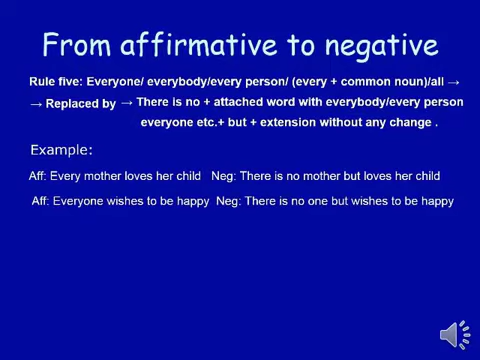 From affirmative to negative
Rule five: Everyone/ everybody/every person/ (every + common noun)/all →
→ Replaced by → There is no + attached word with everybody/every person
everyone etc.+ but + extension without any change .
Example:
Aff: Every mother loves her child Neg: There is no mother but loves her child
Aff: Everyone wishes to be happy Neg: There is no one but wishes to be happy